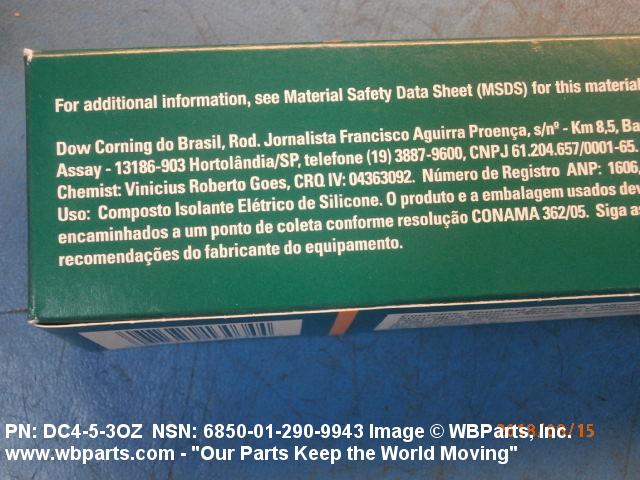 For additional information, see Material Safety Data Sheet (MSDS) for this material
Dow Corning do Brasil, Rod. Jornalista Francisco Aguirra Proença, s/nº - Km 8,5, Ba
Assay - 13186-903 Hortolândia/SP, telefone (19) 3887-9600, CNPJ 61.204.657/0001-65.
Chemist: Vinicius Roberto Goes, CRQ IV: 04363092. Número de Registro ANP: 1606,
Uso: Composto Isolante Elétrico de Silicone. O produto e a embalagem usados de
encaminhados a um ponto de coleta conforme resolução CONAMA 362/05. Siga as
recomendações do fabricante do equipamento.
PN: DC4-5-3OZ NSN: 6850-01-290-9943 Image © WBParts, Inc.
www.wbparts.com - "Our Parts Keep the World Moving"